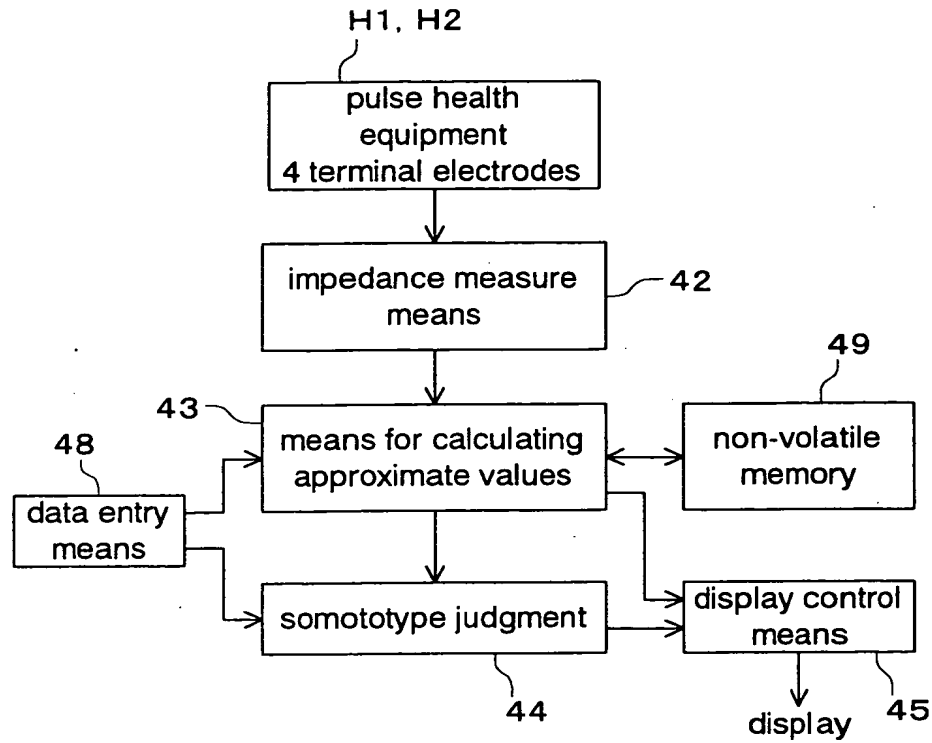 H1, H2
pulse health
equipment
4 terminal electrodes
impedance measure
means
42
49
43
means for calculating
approximate values
non-volatile
memory
48
data entry
means
somototype judgment
display control
means
44
45
display